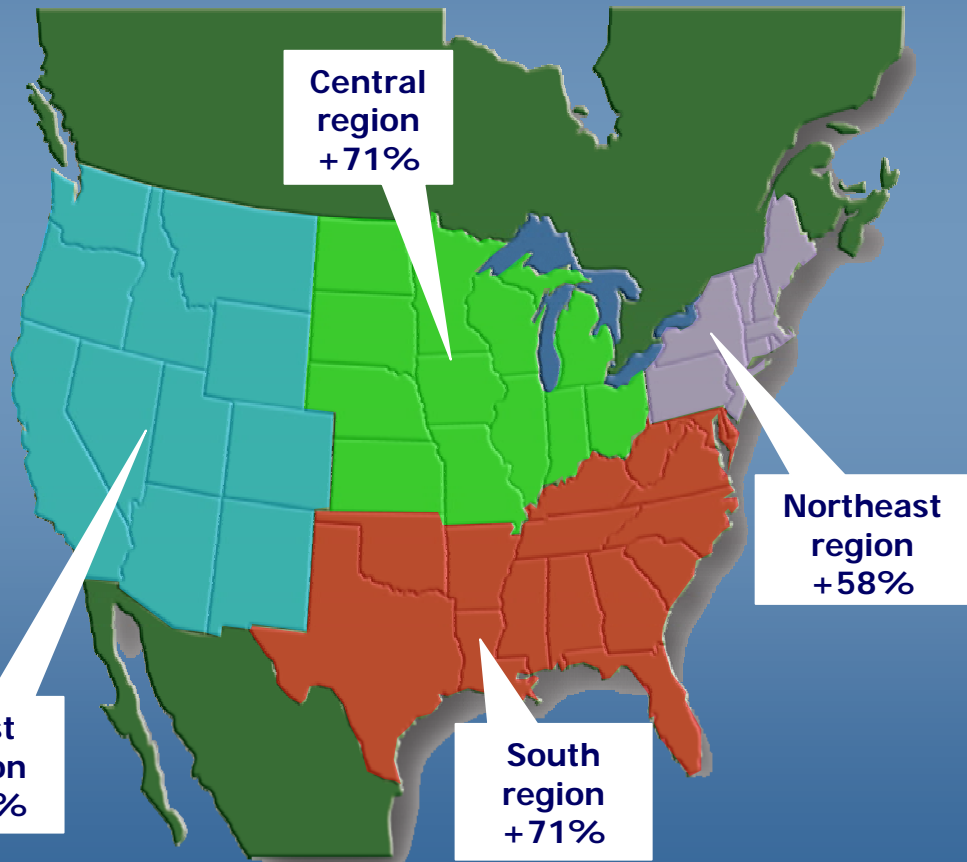 Central
region
+71%
Northeast
region
+58%
South
region
+71%